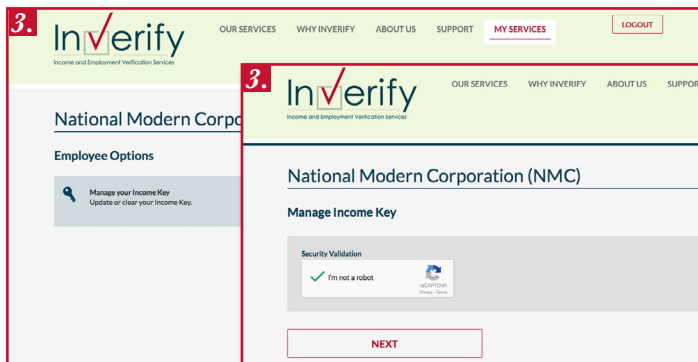 3.
InVerify
Income and Employment Verification Services
OUR SERVICES WHY INVERIFY ABOUT US SUPPORT MY SERVICES LOGOUT
National Modern Corpo
Employee Options
Manage your Income Key
Update or clear your Income Key.
3.
InVerify
Income and Employment Verification Services
OUR SERVICES WHY INVERIFY ABOUT US SUPPOR
National Modern Corporation (NMC)
Manage Income Key
Security Validation
I'm not a robot
reCAPTCHA
Privacy - Terms
NEXT